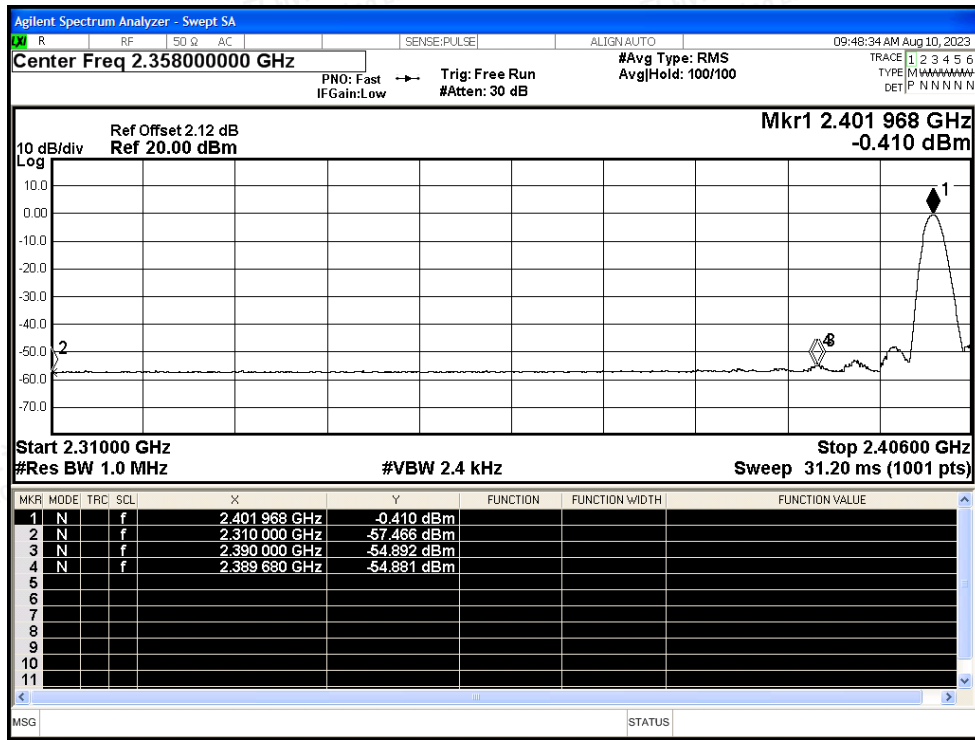 Agilent Spectrum Analyzer - Swept SA
LXI R RF 50 Ω AC SENSE:PULSE ALIGN AUTO 09:48:34 AM Aug 10, 2023
Center Freq 2.358000000 GHz
PNO: Fast Trig: Free Run #Avg Type: RMS TRACE 1 2 3 4 5 6
IFGain:Low #Atten: 30 dB Avg|Hold: 100/100 TYPE M
DET P N N N N N
Mkr1 2.401 968 GHz
Ref Offset 2.12 dB
10 dB/div Ref 20.00 dBm -0.410 dBm
Log
10.0
1
0.00
-10.0
-20.0
-30.0
-40.0
-50.0 2 4 3
-60.0
-70.0
Start 2.31000 GHz Stop 2.40600 GHz
#Res BW 1.0 MHz #VBW 2.4 kHz Sweep 31.20 ms (1001 pts)
MKR MODE TRC SCL X Y FUNCTION FUNCTION WIDTH FUNCTION VALUE
1 N f 2.401 968 GHz -0.410 dBm
2 N f 2.310 000 GHz -57.466 dBm
3 N f 2.390 000 GHz -54.892 dBm
4 N f 2.389 680 GHz -54.881 dBm
5
6
7
8
9
10
11
MSG STATUS